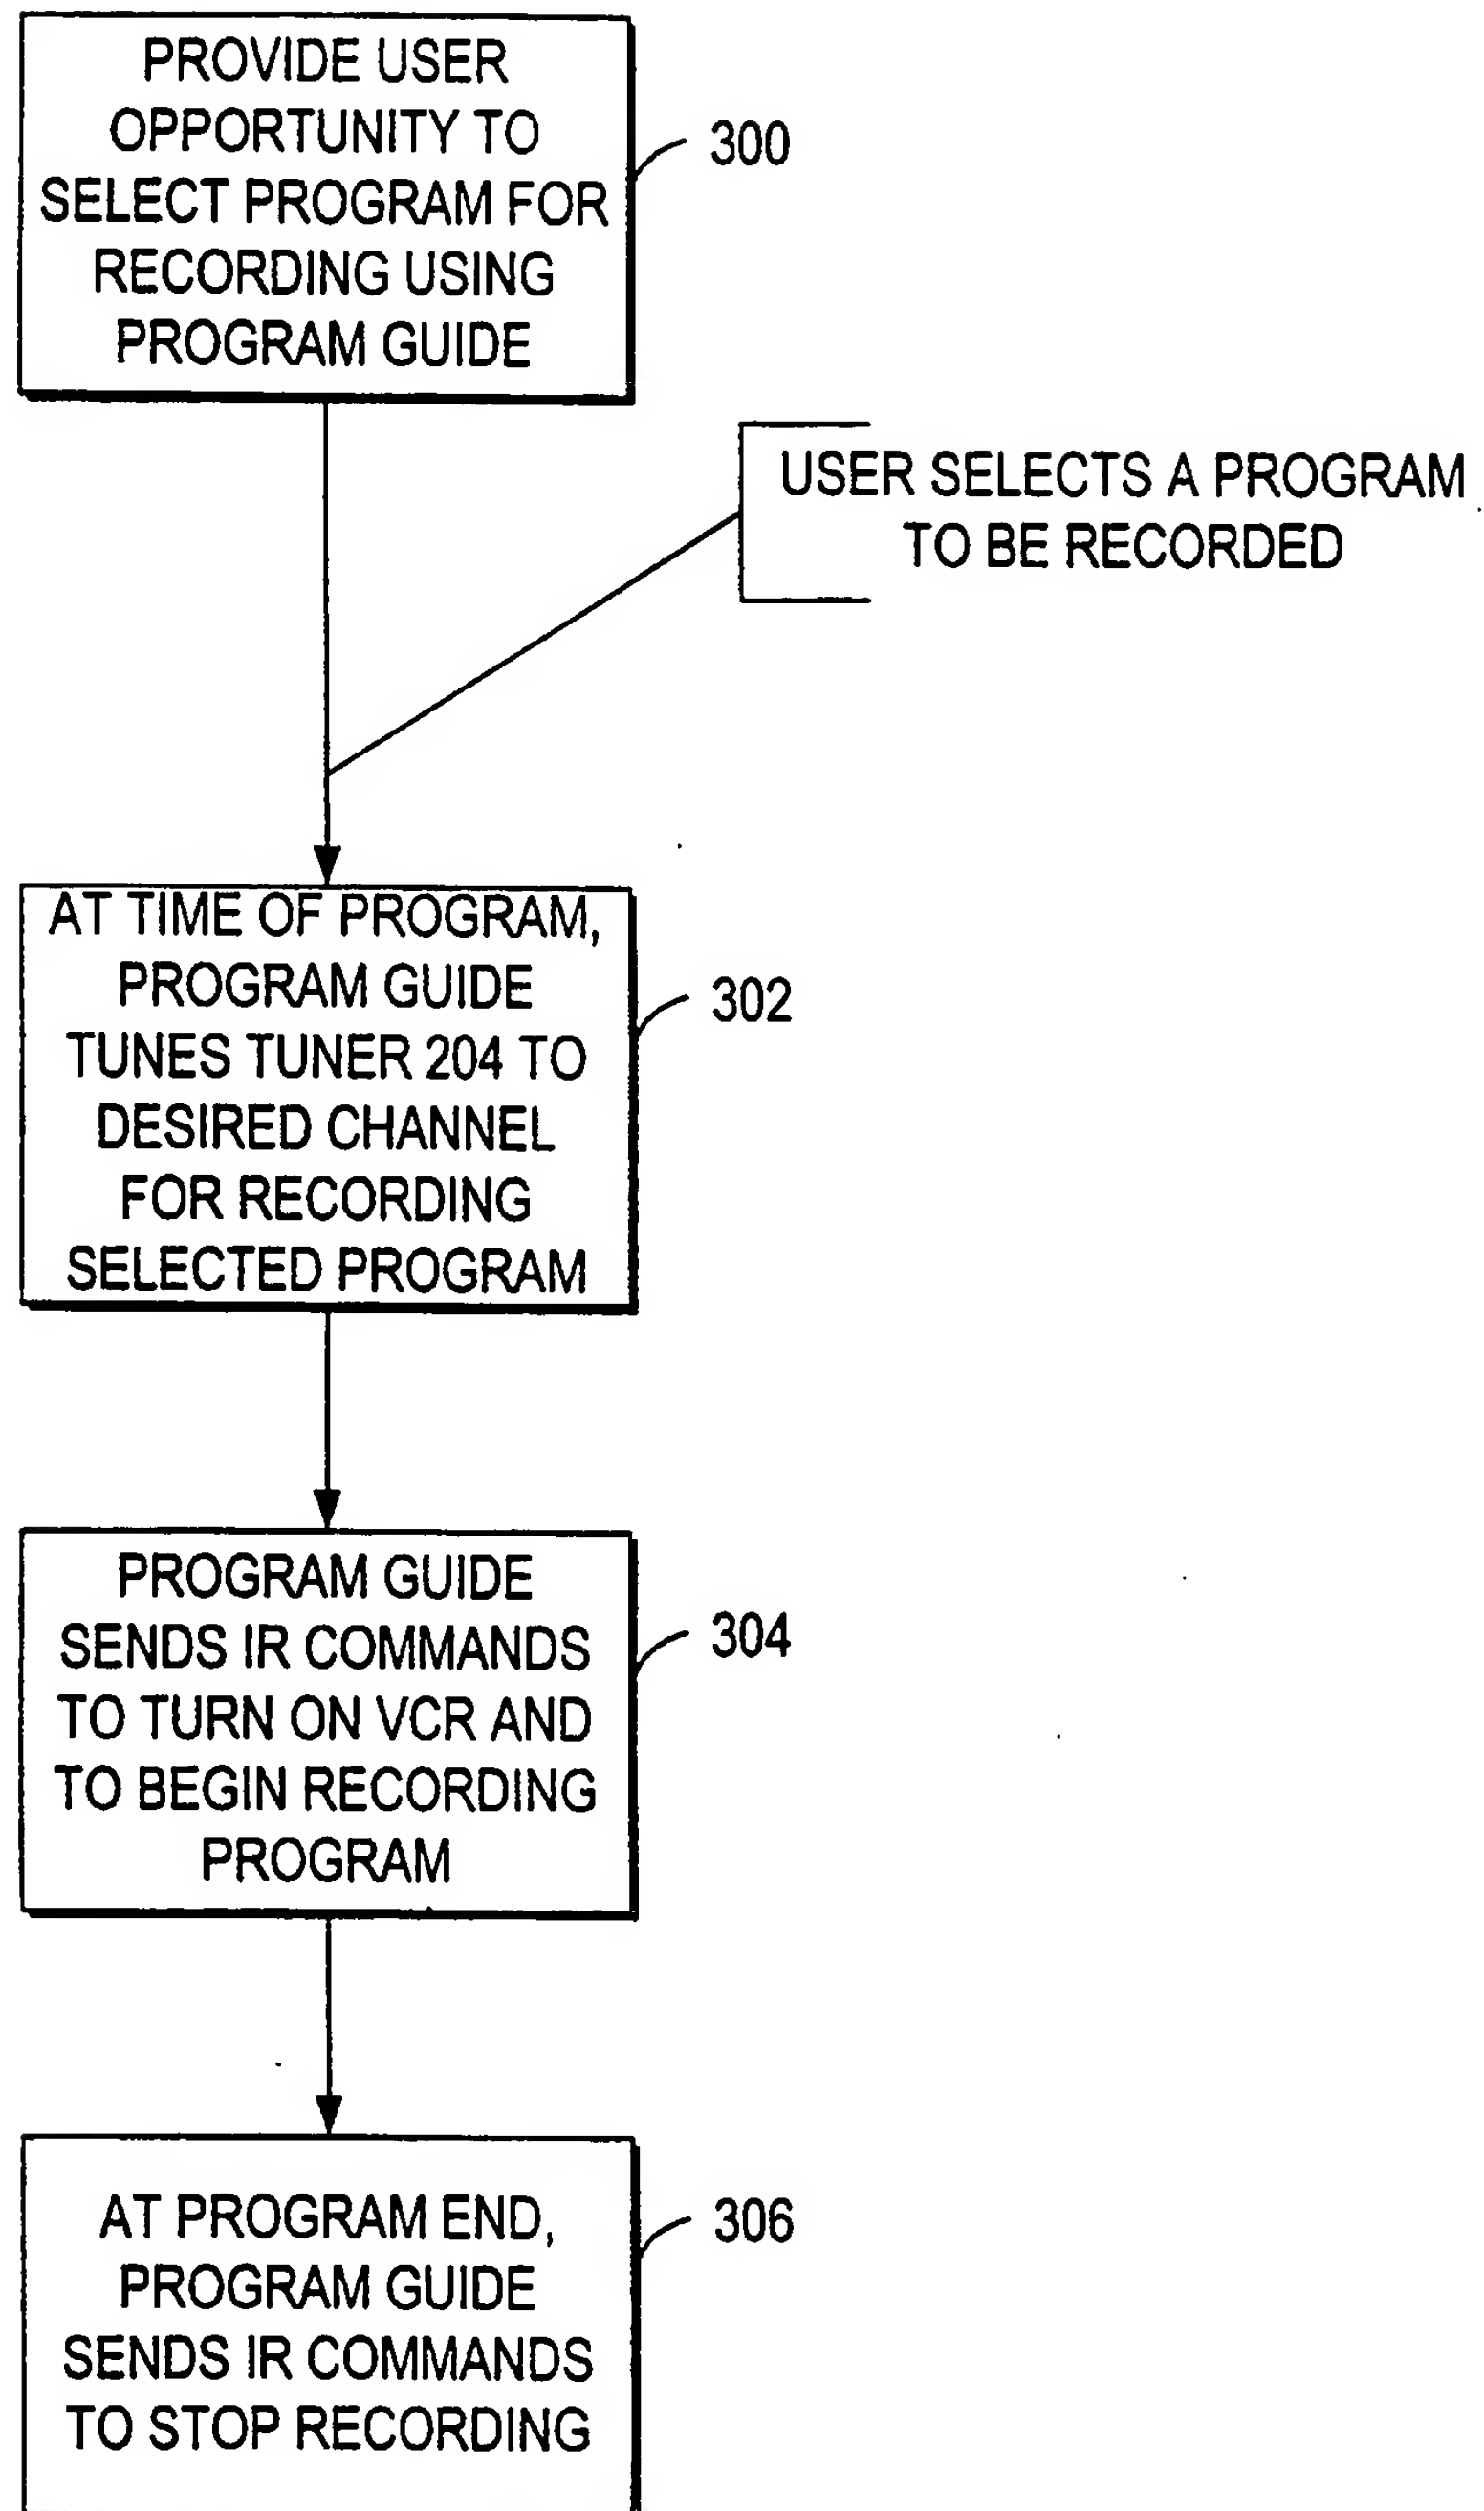 PROVIDE USER
OPPORTUNITY TO
SELECT PROGRAM FOR
RECORDING USING
PROGRAM GUIDE
300
USER SELECTS A PROGRAM
TO BE RECORDED
AT TIME OF PROGRAM,
PROGRAM GUIDE
TUNES TUNER 204 TO
DESIRED CHANNEL
FOR RECORDING
SELECTED PROGRAM
302
PROGRAM GUIDE
SENDS IR COMMANDS
TO TURN ON VCR AND
TO BEGIN RECORDING
PROGRAM
304
AT PROGRAM END,
PROGRAM GUIDE
SENDS IR COMMANDS
TO STOP RECORDING
306